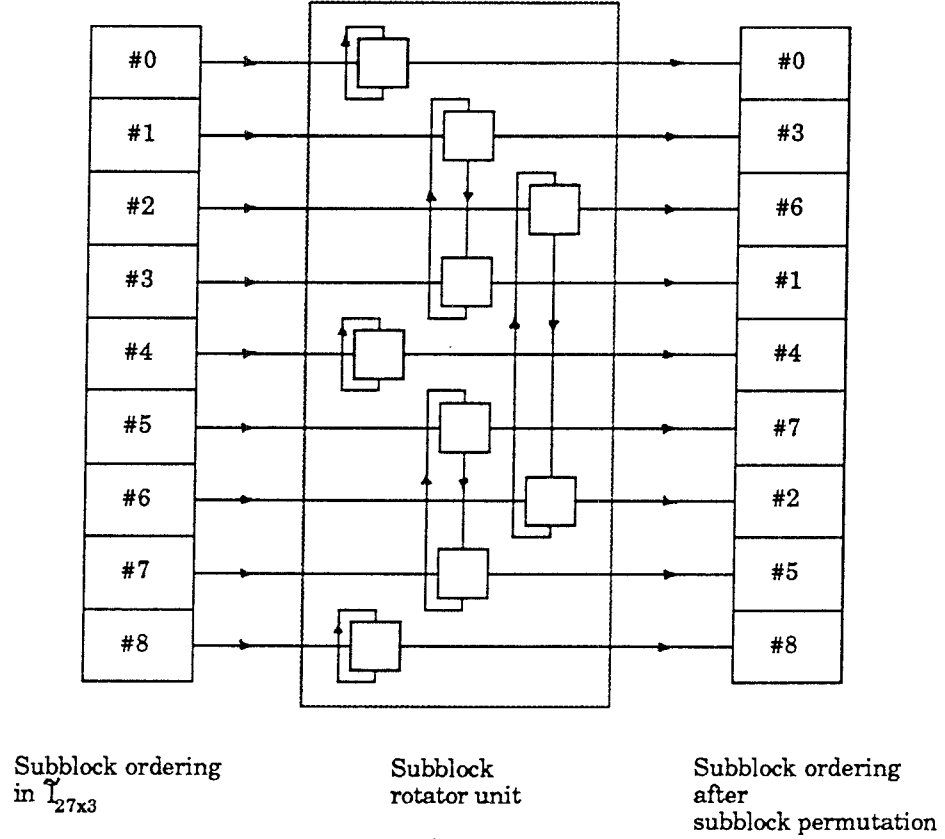 #0
#1
#2
#3
#4
#5
#6
#7
#8
#0
#3
#6
#1
#4
#7
#2
#5
#8
Subblock ordering
in Ĩ27x3
Subblock
rotator unit
Subblock ordering
after
subblock permutation